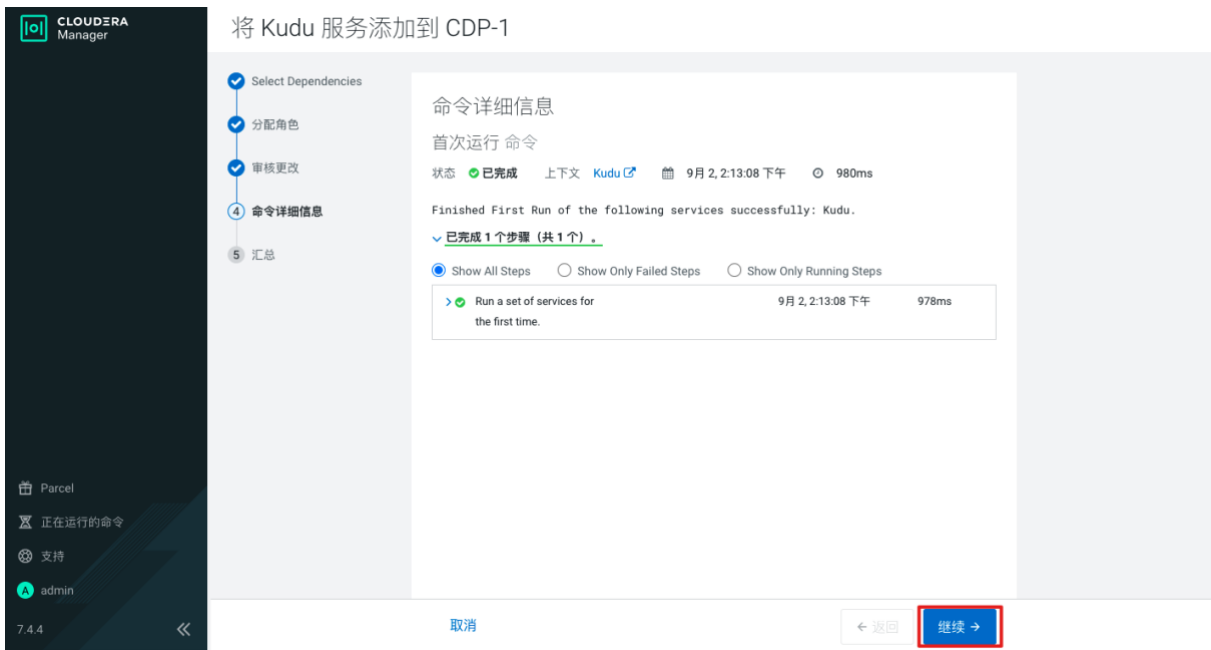 CLOUDERA
Manager
将 Kudu 服务添加到 CDP-1
Select Dependencies
分配角色
审核更改
4 命令详细信息
5 汇总
命令详细信息
首次运行 命令
状态 已完成 上下文 Kudu 9月 2, 2:13:08 下午 980ms
Finished First Run of the following services successfully: Kudu.
已完成 1 个步骤（共 1 个）。
Show All Steps Show Only Failed Steps Show Only Running Steps
Run a set of services for 9月 2, 2:13:08 下午 978ms
the first time.
Parcel
正在运行的命令
支持
A admin
7.4.4
取消 ← 返回 继续 →